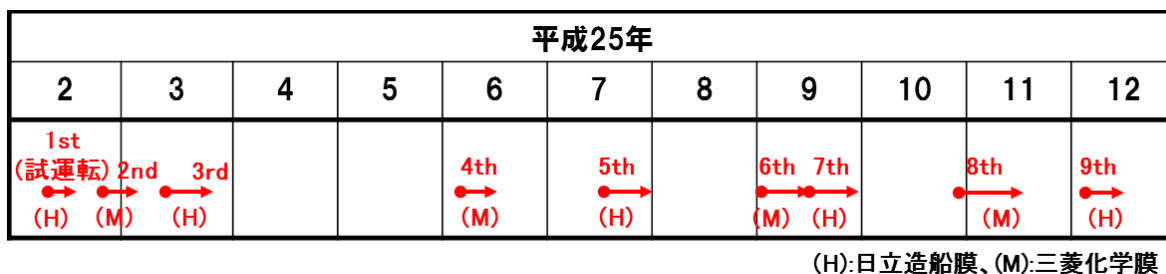 平成25年
2 3 4 5 6 7 8 9 10 11 12
1st
(試運転) 2nd 3rd 4th 5th 6th 7th 8th 9th
(H) (M) (H) (M) (H) (M) (H) (M) (H)
(H):日立造船膜、(M):三菱化学膜